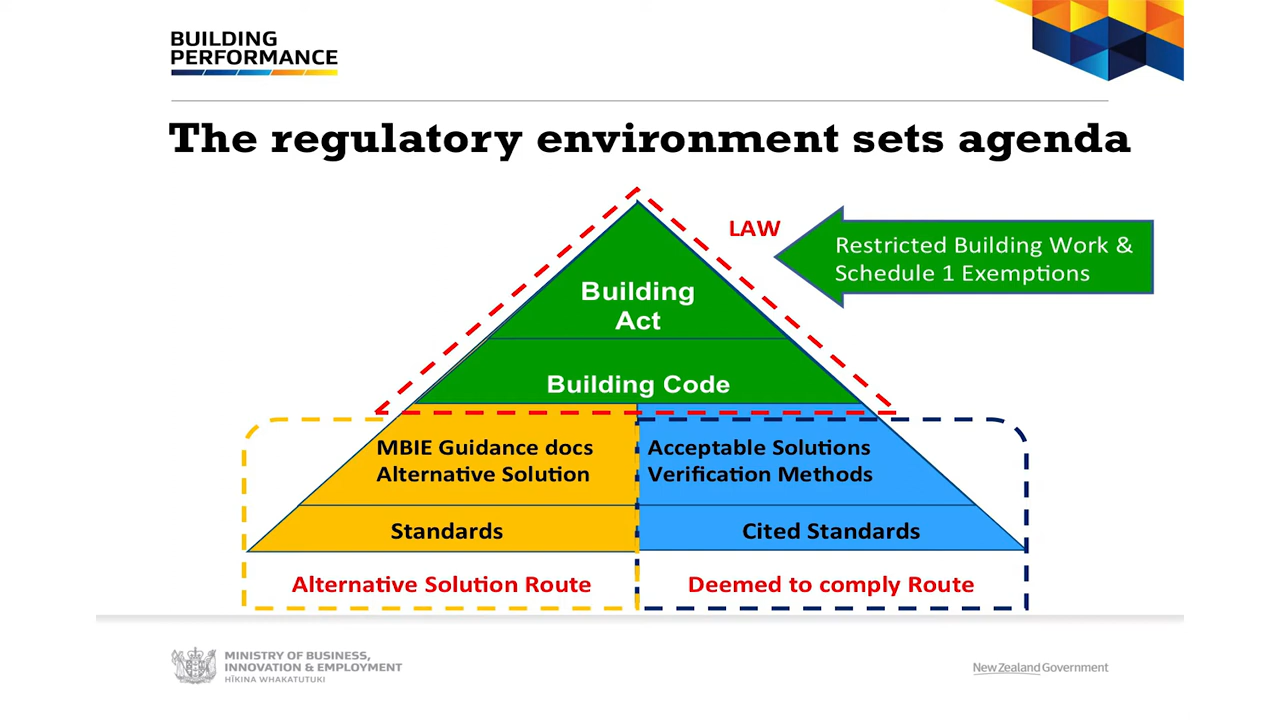 BUILDING
PERFORMANCE
The regulatory environment sets agenda
LAW
Restricted Building Work &
Schedule 1 Exemptions
Building
Act
Building Code
MBIE Guidance docs
Alternative Solution
Acceptable Solutions
Verification Methods
Standards
Cited Standards
Alternative Solution Route
Deemed to comply Route
MINISTRY OF BUSINESS,
INNOVATION & EMPLOYMENT
HĪKINA WHAKATUTUKI
New Zealand Government